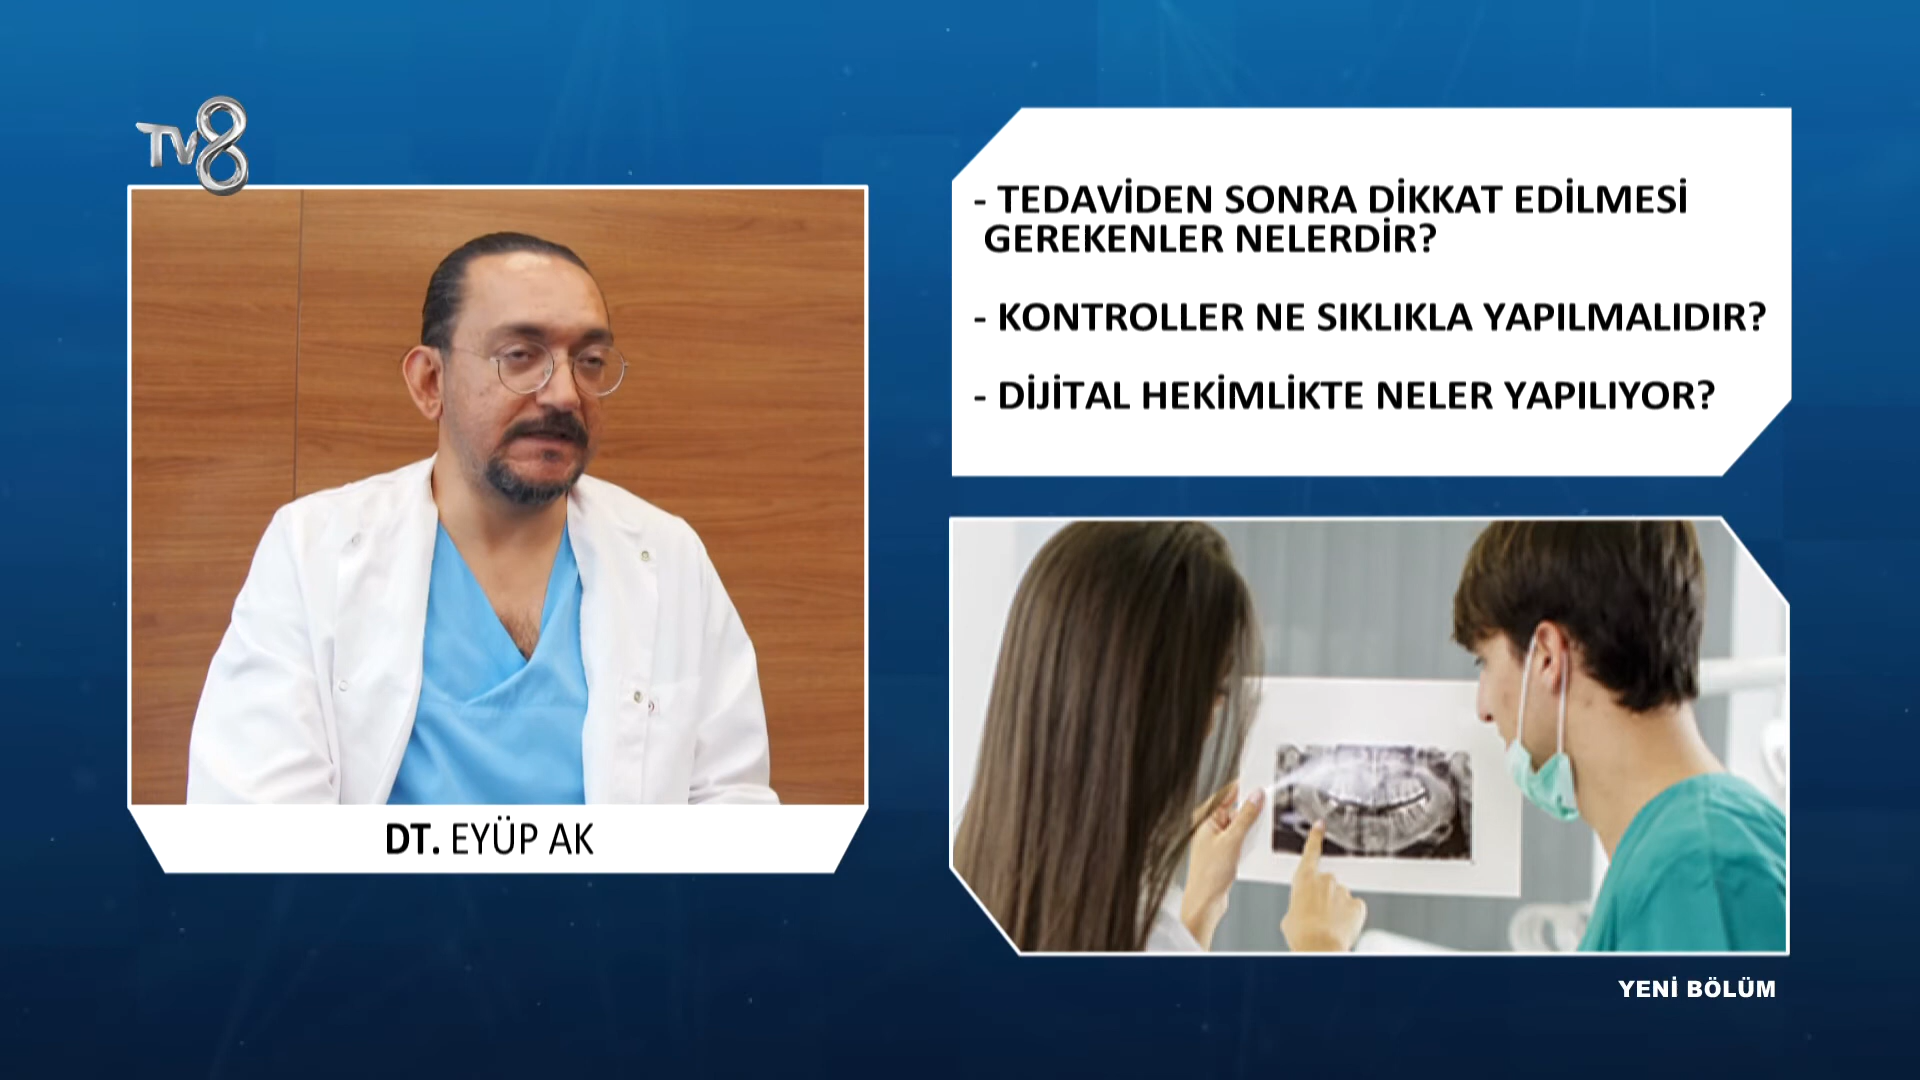 TV8
- TEDAVİDEN SONRA DİKKAT EDİLMESİ
GEREKENLER NELERDİR?
- KONTROLLER NE SIKLIKLA YAPILMALIDIR?
- DİJİTAL HEKİMLİKTE NELER YAPILIYOR?
DT. EYÜP AK
YENİ BÖLÜM